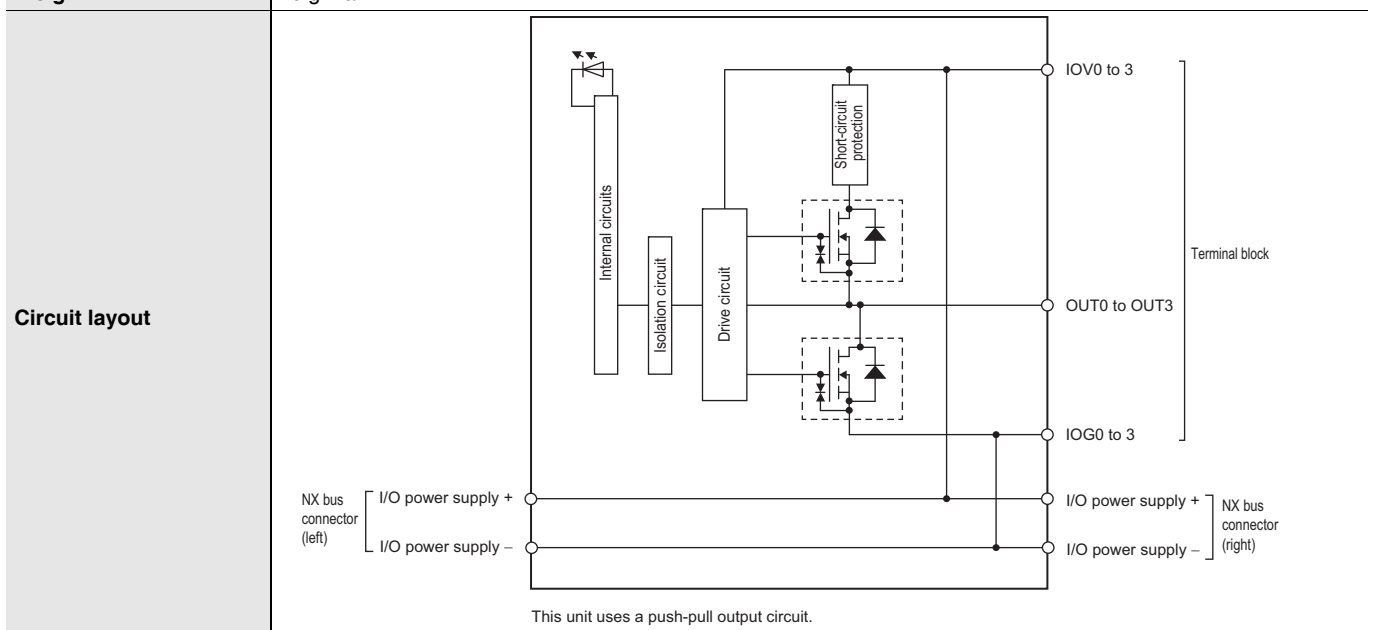 Circuit layout
IOV0 to 3
Short-circuit
protection
Internal circuits
Isolation circuit
Drive circuit
Terminal block
OUT0 to OUT3
IOG0 to 3
NX bus
connector
(left)
I/O power supply +
I/O power supply –
I/O power supply +
I/O power supply –
NX bus
connector
(right)
This unit uses a push-pull output circuit.